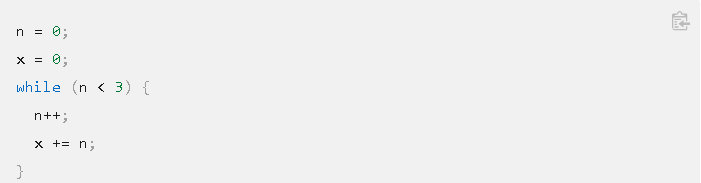 n = 0;
x = 0;
while (n < 3) {
  n++;
  x += n;
}